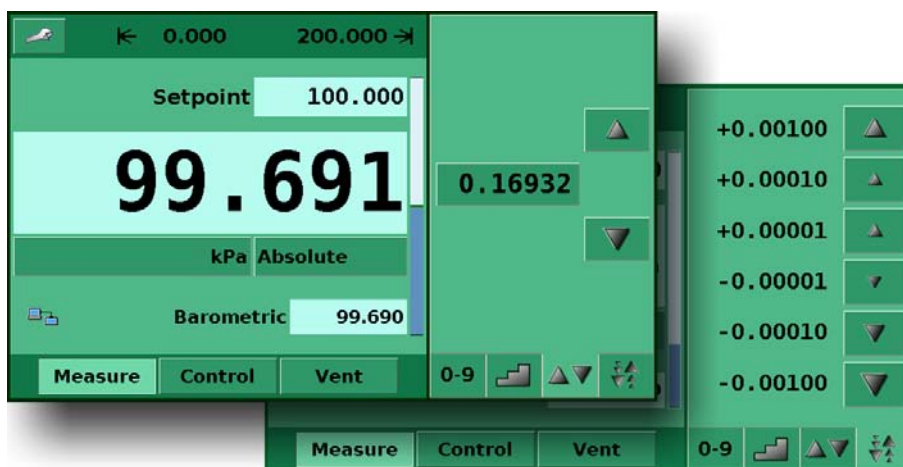 0.000 200.000
Setpoint 100.000
99.691
kPa Absolute
Barometric 99.690
Measure Control Vent
0.16932
0-9
+0.00100
+0.00010
+0.00001
-0.00001
-0.00010
-0.00100
Measure Control Vent
0-9